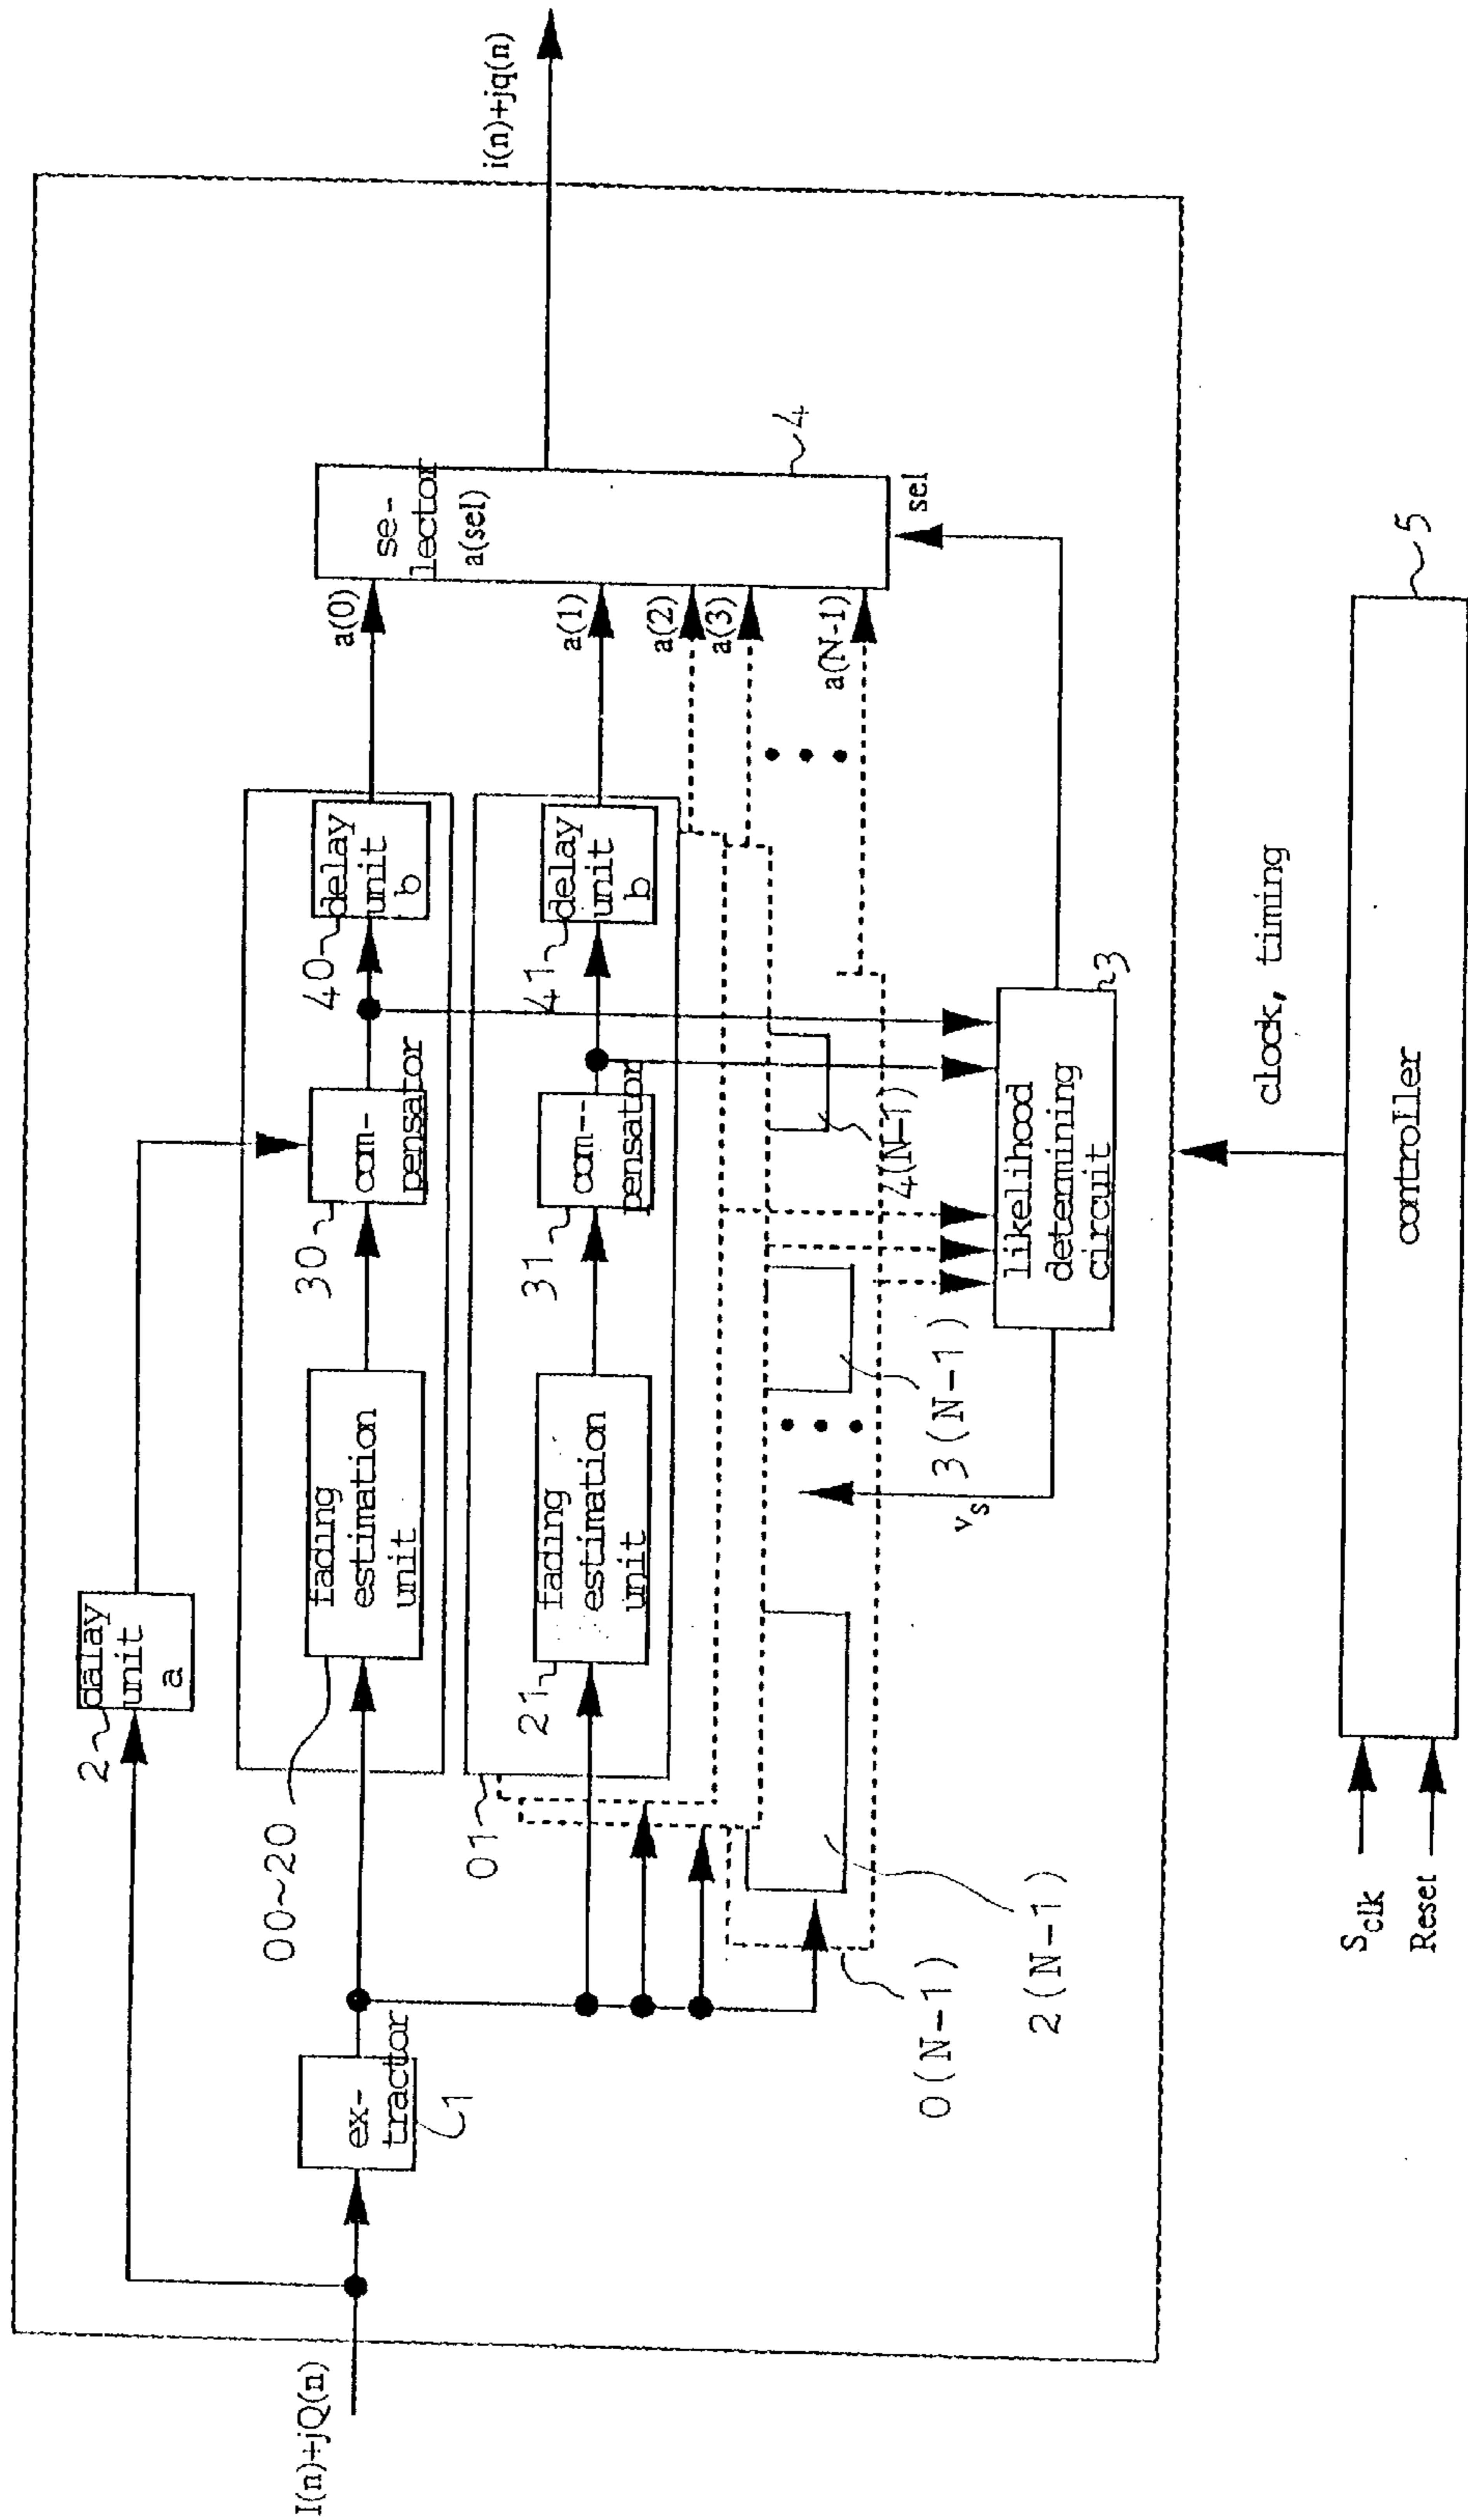 I(n)+jQ(n)
2
dalay
unit
a
ex-
tractor
1
00~20
fading
estimation
unit
30
com-
pensator
40
delay
unit
b
a(0)
01
21
fading
estimation
unit
31
com-
pensator
41
delay
unit
b
a(1)
a(2)
a(3)
a(N-1)
se-
lector
a(sel)
4
sel
i(n)+jq(n)
0(N-1)
2(N-1)
3(N-1)
4(N-1)
vs
likelihood
determining
circuit
3
clock, timing
Sclk
Reset
controller
5